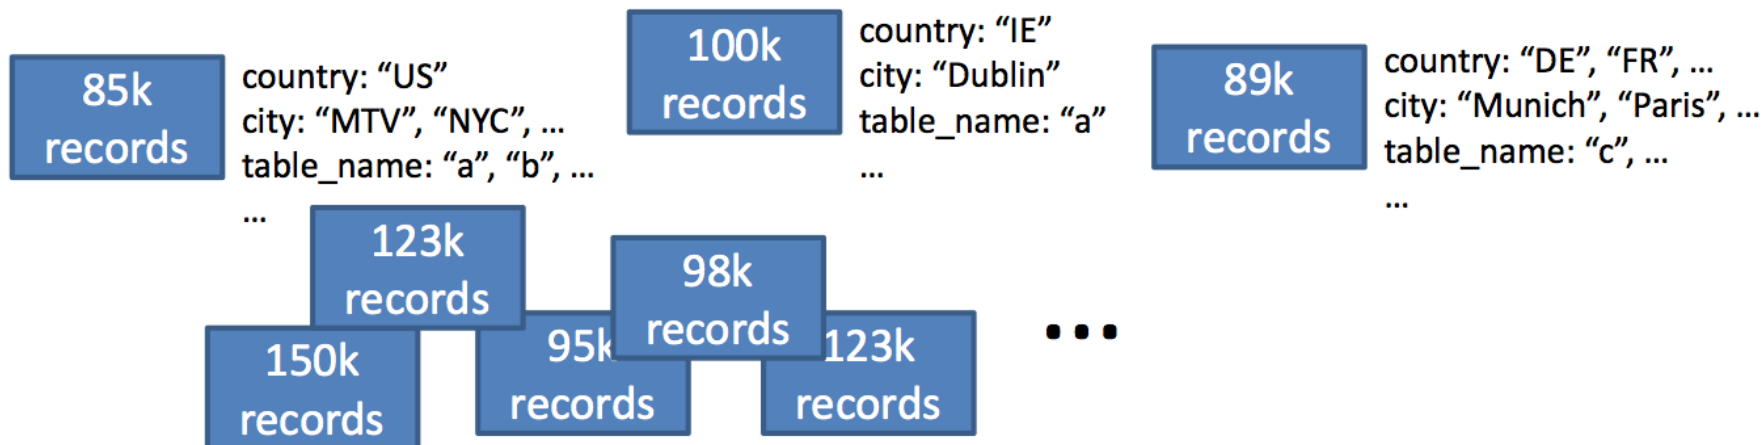 85k
records
country: “US”
city: “MTV”, “NYC”, ...
table_name: “a”, “b”, ...
...
100k
records
country: “IE”
city: “Dublin”
table_name: “a”
...
89k
records
country: “DE”, “FR”, ...
city: “Munich”, “Paris”, ...
table_name: “c”, ...
...
123k
records
98k
records
150k
records
95k
records
123k
records
...